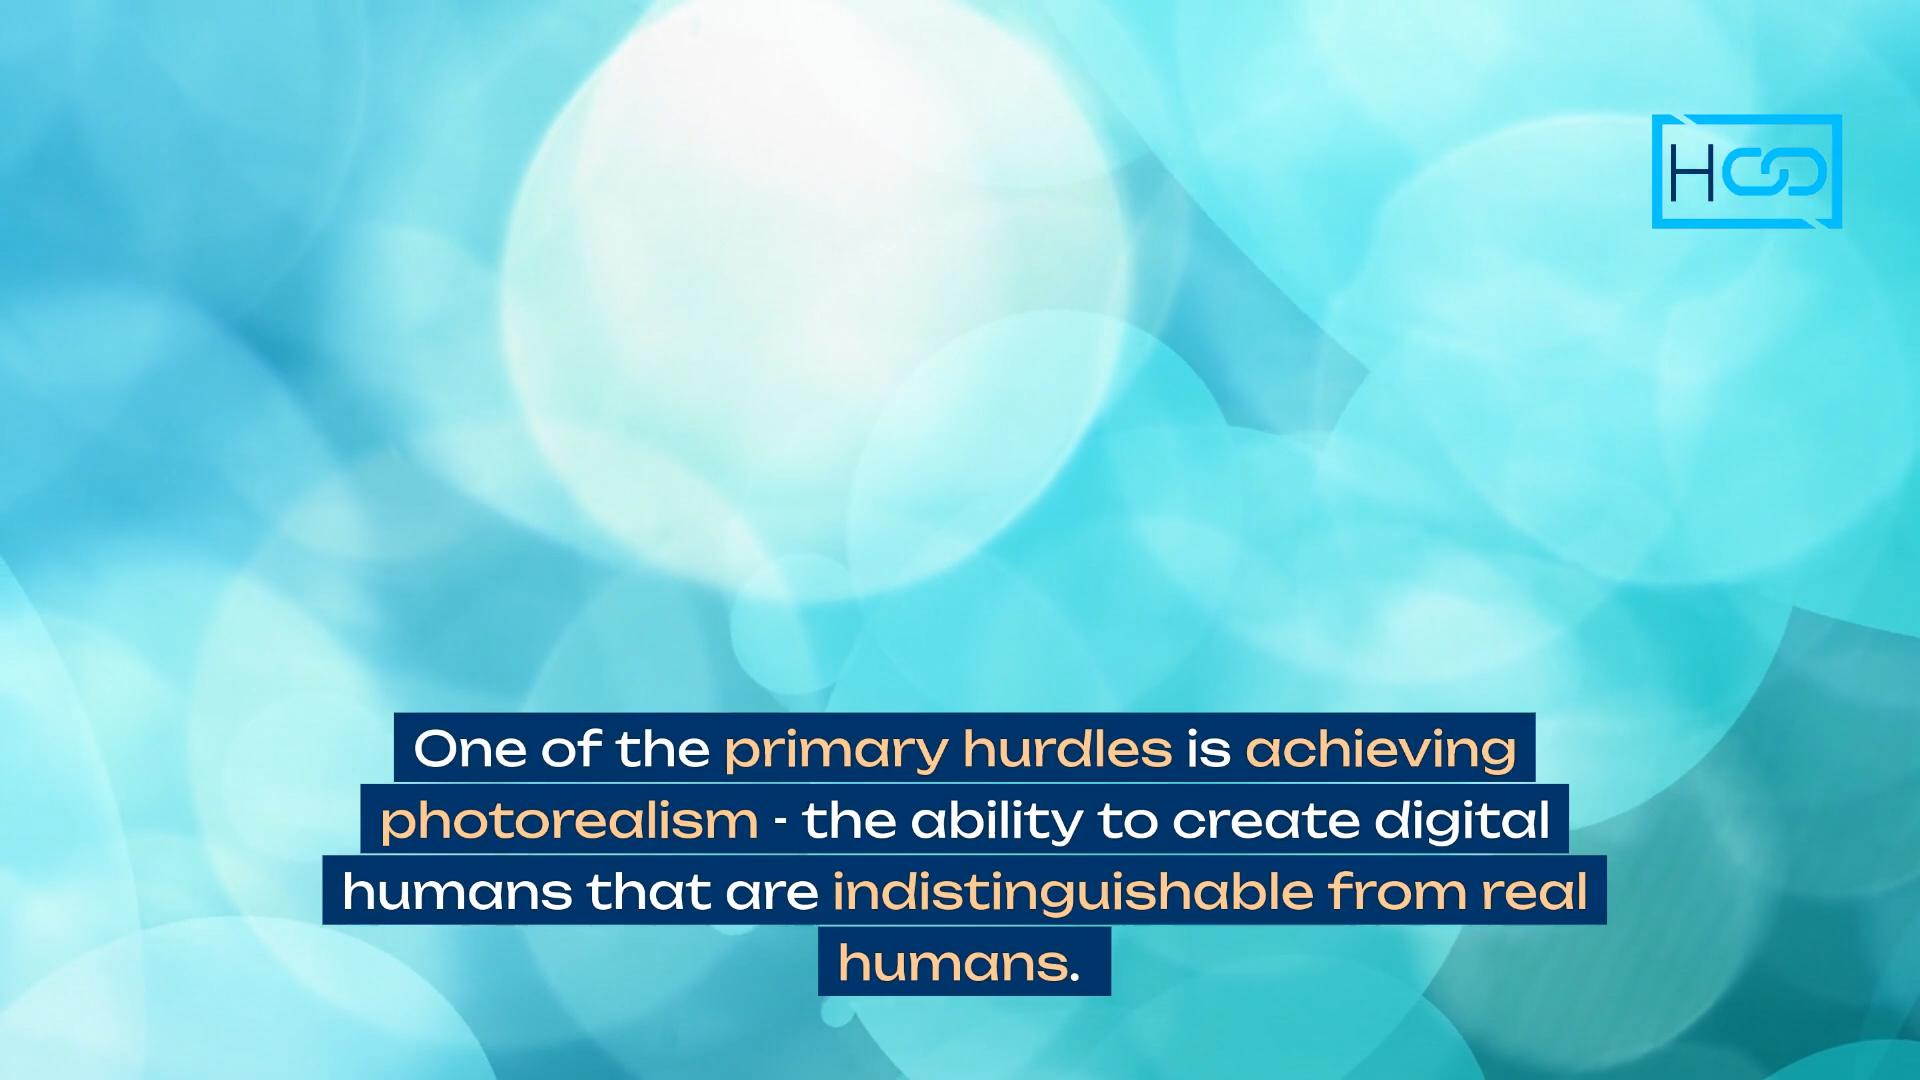 H
One of the primary hurdles is achieving
photorealism - the ability to create digital
humans that are indistinguishable from real
humans.